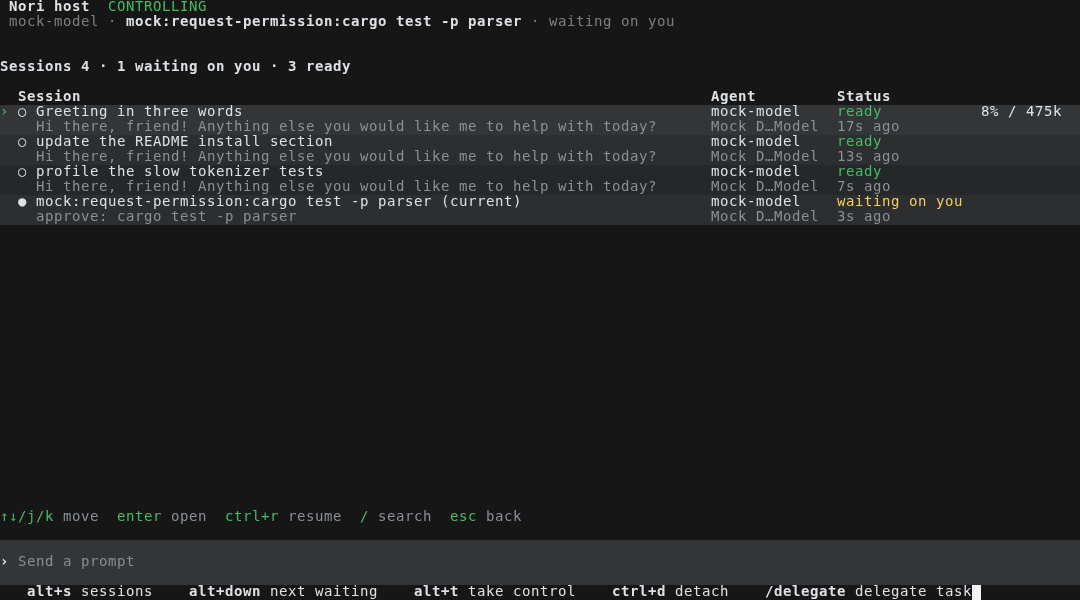 Nori host  CONTROLLING
mock-model · mock:request-permission:cargo test -p parser · waiting on you
Sessions 4 · 1 waiting on you · 3 ready
Session  Agent  Status
› ○ Greeting in three words  mock-model  ready  8% / 475k
Hi there, friend! Anything else you would like me to help with today?  Mock D…Model  17s ago
○ update the README install section  mock-model  ready
Hi there, friend! Anything else you would like me to help with today?  Mock D…Model  13s ago
○ profile the slow tokenizer tests  mock-model  ready
Hi there, friend! Anything else you would like me to help with today?  Mock D…Model  7s ago
● mock:request-permission:cargo test -p parser (current)  mock-model  waiting on you
approve: cargo test -p parser  Mock D…Model  3s ago
↑↓/j/k move  enter open  ctrl+r resume  / search  esc back
› Send a prompt
alt+s sessions  alt+down next waiting  alt+t take control  ctrl+d detach  /delegate delegate task